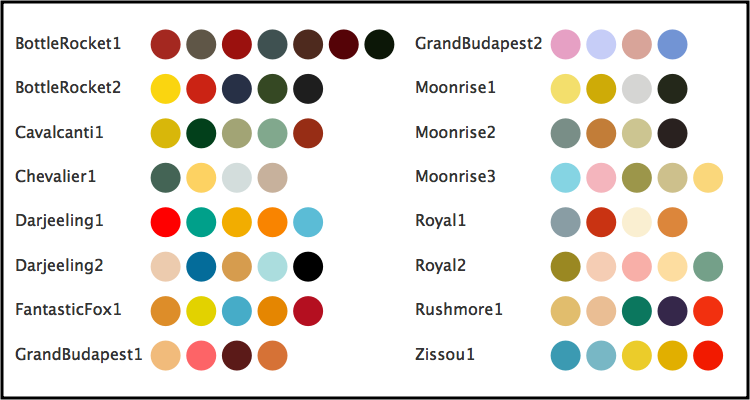 BottleRocket1
BottleRocket2
Cavalcanti1
Chevalier1
Darjeeling1
Darjeeling2
FantasticFox1
GrandBudapest1
GrandBudapest2
Moonrise1
Moonrise2
Moonrise3
Royal1
Royal2
Rushmore1
Zissou1